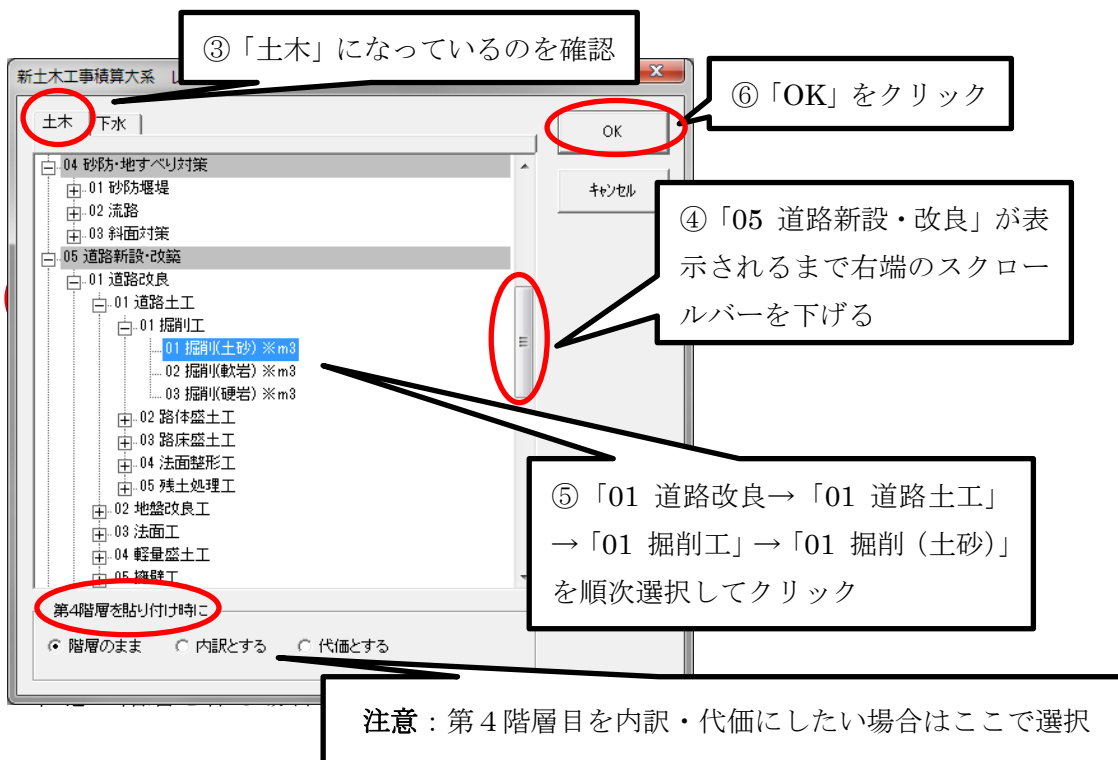 ③「土木」になっているのを確認
新土木工事積算大系
⑥「OK」をクリック
土木
下水
OK
キャンセル
04 砂防・地すべり対策
01 砂防堰堤
02 流路
03 斜面対策
05 道路新設・改築
01 道路改良
01 道路土工
01 掘削工
01 掘削(土砂) ※m3
02 掘削(軟岩) ※m3
03 掘削(硬岩) ※m3
02 路体盛土工
03 路床盛土工
04 法面整形工
05 残土処理工
02 地盤改良工
03 法面工
04 軽量盛土工
05 擁壁工
④「05 道路新設・改良」が表
示されるまで右端のスクロー
ルバーを下げる
⑤「01 道路改良→「01 道路土工」
→「01 掘削工」→「01 掘削（土砂）」
を順次選択してクリック
第4階層を貼り付け時に
階層のまま
内訳とする
代価とする
注意：第４階層目を内訳・代価にしたい場合はここで選択